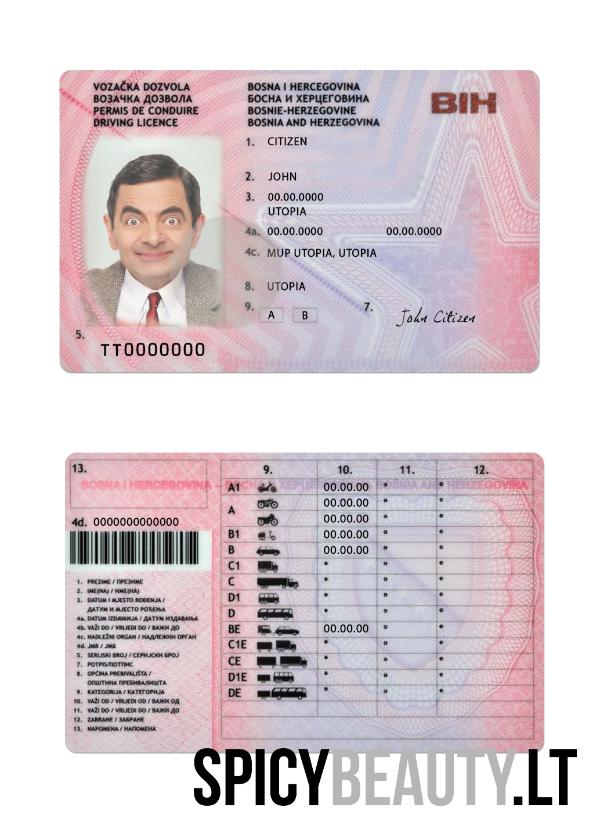 VOZAČKA DOZVOLA
ВОЗАЧКА ДОЗВОЛА
PERMIS DE CONDUIRE
DRIVING LICENCE
BOSNA I HERCEGOVINA
БОСНА И ХЕРЦЕГОВИНА
BOSNIE-HERZEGOVINE
BOSNIA AND HERZEGOVINA
BIH
1. CITIZEN
2. JOHN
3. 00.00.0000
UTOPIA
4a. 00.00.0000 00.00.0000
4c. MUP UTOPIA, UTOPIA
8. UTOPIA
9. A B
7. John Citizen
5. TT0000000
13.
BOSNA I HERCEGOVINA
4d. 0000000000000
1. PREZIME / ПРЕЗИМЕ
2. IME(NA) / ИМЕ(НА)
3. DATUM I MJESTO ROĐENJA /
ДАТУМ И МЈЕСТО РОЂЕЊА
4a. DATUM IZDAVANJA / ДАТУМ ИЗДАВАЊА
4b. VAŽI DO / VRIJEDI DO / ВАЖИ ДО
4c. NADLEŽNI ORGAN / НАДЛЕЖНИ ОРГАН
4d. JMB / ЈМБ
5. SERIJSKI BROJ / СЕРИЈСКИ БРОЈ
7. POTPIS/ПОТПИС
8. OPĆINA PREBIVALIŠTA /
ОПШТИНА ПРЕБИВАЛИШТА
9. KATEGORIJA / КАТЕГОРИЈА
10. VAŽI OD / VRIJEDI OD / ВАЖИ ОД
11. VAŽI DO / VRIJEDI DO / ВАЖИ ДО
12. ZABRANE / ЗАБРАНЕ
13. NAPOMENA / НАПОМЕНА
9. 10. 11. 12.
A1 00.00.00 * *
A 00.00.00 * *
00.00.00 * *
B1 00.00.00 * *
B 00.00.00 * *
C1 * * *
C * * *
D1 * * *
D * * *
BE 00.00.00 * *
C1E * * *
CE * * *
D1E * * *
DE * * *
SPICYBEAUTY.LT